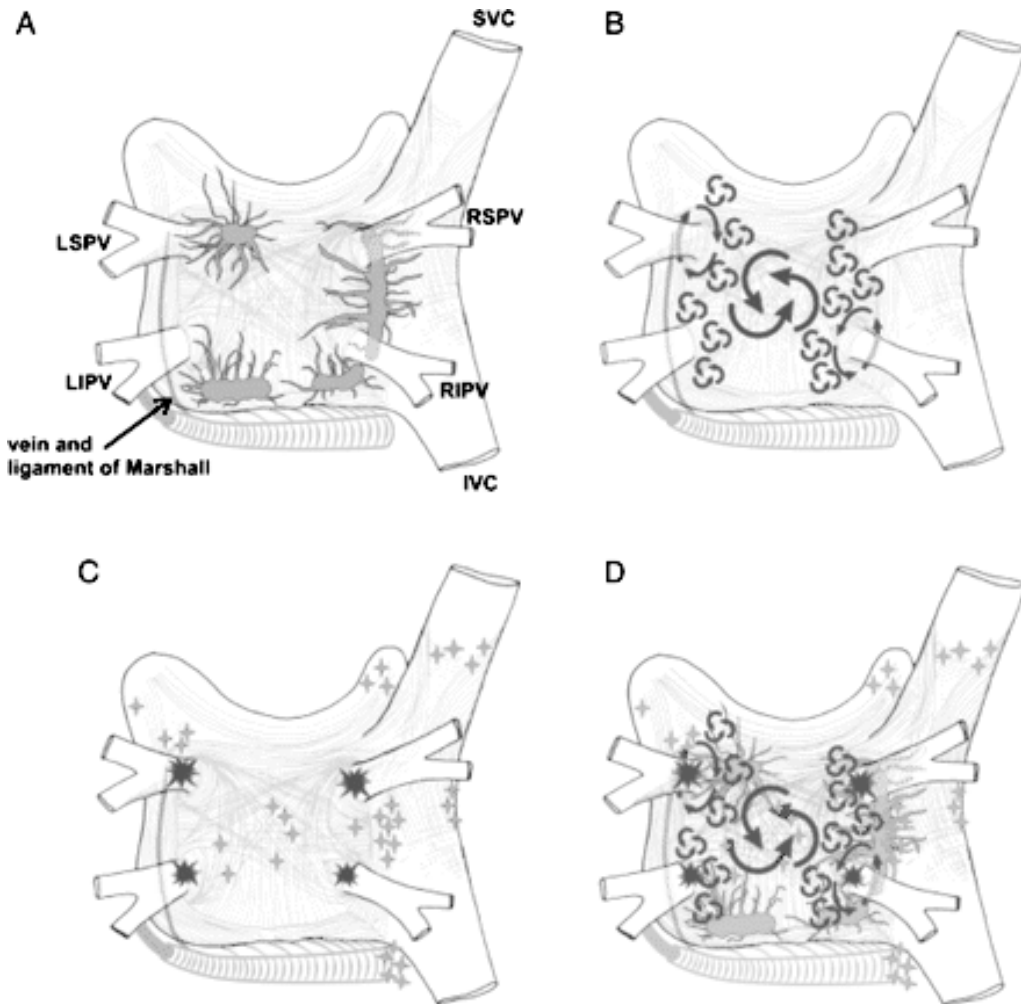 A
SVC
B
LSPV
RSPV
LIPV
RIPV
vein and
ligament of Marshall
IVC
C
D